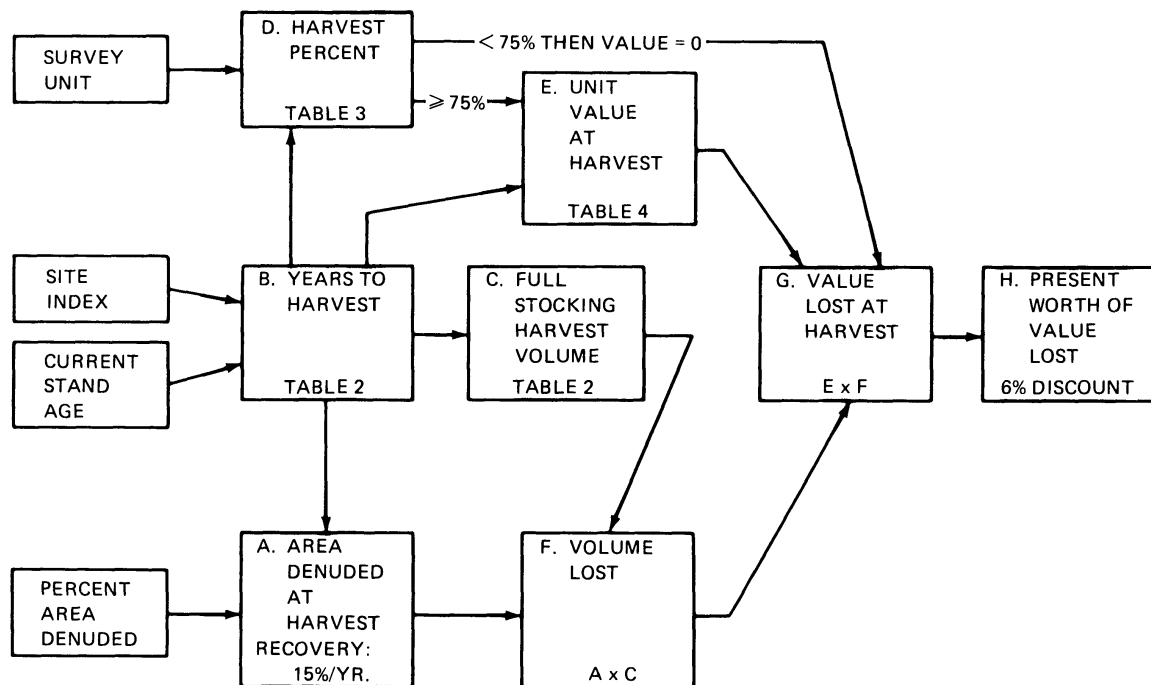 SURVEY
UNIT
D. HARVEST
PERCENT
TABLE 3
< 75% THEN VALUE = 0
⩾ 75%
E. UNIT
VALUE
AT
HARVEST
TABLE 4
SITE
INDEX
CURRENT
STAND
AGE
B. YEARS TO
HARVEST
TABLE 2
C. FULL
STOCKING
HARVEST
VOLUME
TABLE 2
G. VALUE
LOST AT
HARVEST
E x F
H. PRESENT
WORTH OF
VALUE
LOST
6% DISCOUNT
PERCENT
AREA
DENUDED
A. AREA
DENUDED
AT
HARVEST
RECOVERY:
15%/YR.
F. VOLUME
LOST
A x C